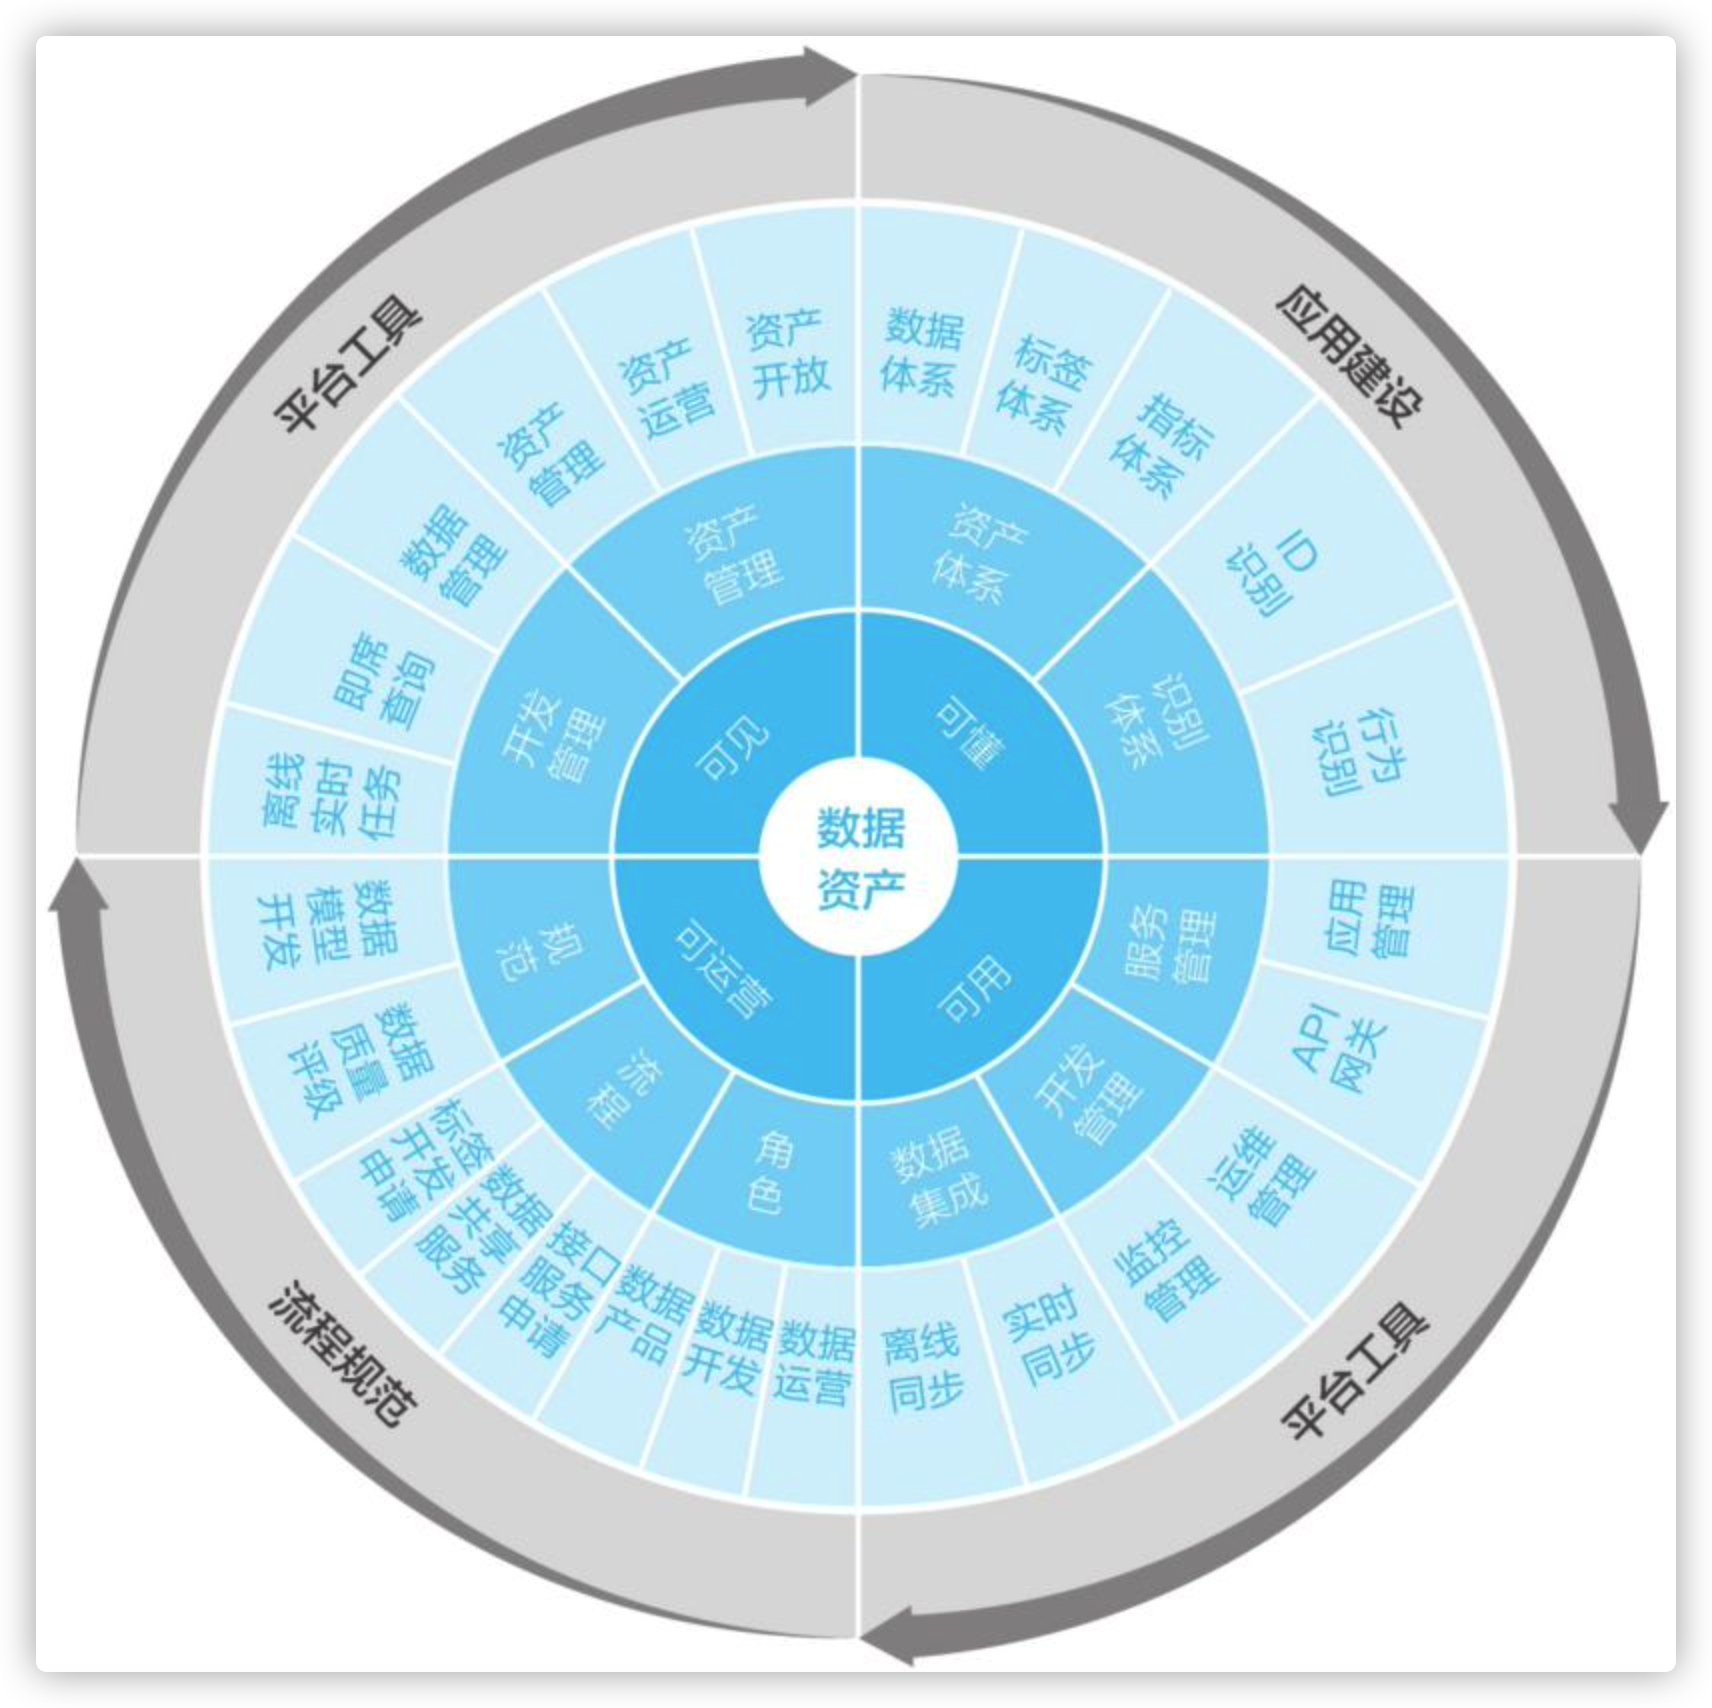 平台工具
应用建设
流程规范
平台工具
数据
资产
可见
可懂
可用
可运营
资产
管理
资产
体系
识别
体系
服务
管理
开发
管理
数据
集成
角
色
流
程
规
范
开发
管理
资产
开放
数据
体系
标签
体系
指标
体系
ID
识别
行为
识别
应用
管理
API
网关
运维
管理
监控
管理
实时
同步
离线
同步
数据
运营
数据
开发
数据
产品
接口
服务
申请
数据
共享
服务
标签
开发
申请
数据
质量
评级
数据
模型
开发
离线
实时
任务
即席
查询
数据
管理
资产
管理
资产
运营